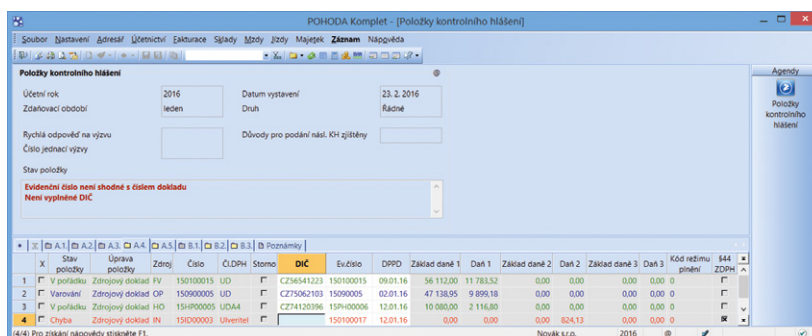 POHODA Komplet - [Položky kontrolního hlášení]
Soubor Nastavení Adresář Účetnictví Fakturace Sklady Mzdy Jízdy Majetek Záznam Nápověda
Položky kontrolního hlášení @
Účetní rok 2016 Datum vystavení 23. 2. 2016
Zdaňovací období leden Druh Řádné
Rychlá odpověď na výzvu Důvody pro podání násl. KH zjištěny
Číslo jednací výzvy
Stav položky
Evidenční číslo není shodné s číslem dokladu
Není vyplněné DIČ
Agendy
Položky
kontrolního
hlášení
A.1. A.2. A.3. A.4. A.5. B.1. B.2. B.3. Poznámky
X Stav položky Úprava položky Zdroj Číslo Čl.DPH Storno DIČ Ev.číslo DPPD Základ daně 1 Daň 1 Základ daně 2 Daň 2 Základ daně 3 Daň 3 Kód režimu plnění §44 ZDPH
1 V pořádku Zdrojový doklad FV 150100015 UD CZ56541223 150100015 09.01.16 56 112,00 11 783,52 0,00 0,00 0,00 0,00 0
2 Varování Zdrojový doklad OP 150900005 UD CZ75062103 15090005 02.01.16 47 138,95 9 899,18 0,00 0,00 0,00 0,00 0
3 V pořádku Zdrojový doklad HO 15HP00005 UDA4 CZ74120396 15PH00006 12.01.16 10 080,00 2 116,80 0,00 0,00 0,00 0,00 0
4 Chyba Zdrojový doklad IN 15ID00003 Ulveritel 150100017 12.01.16 0,00 0,00 0,00 824,13 0,00 0,00 0
(4/4) Pro získání nápovědy stiskněte F1. Novák s.r.o. 2016 @